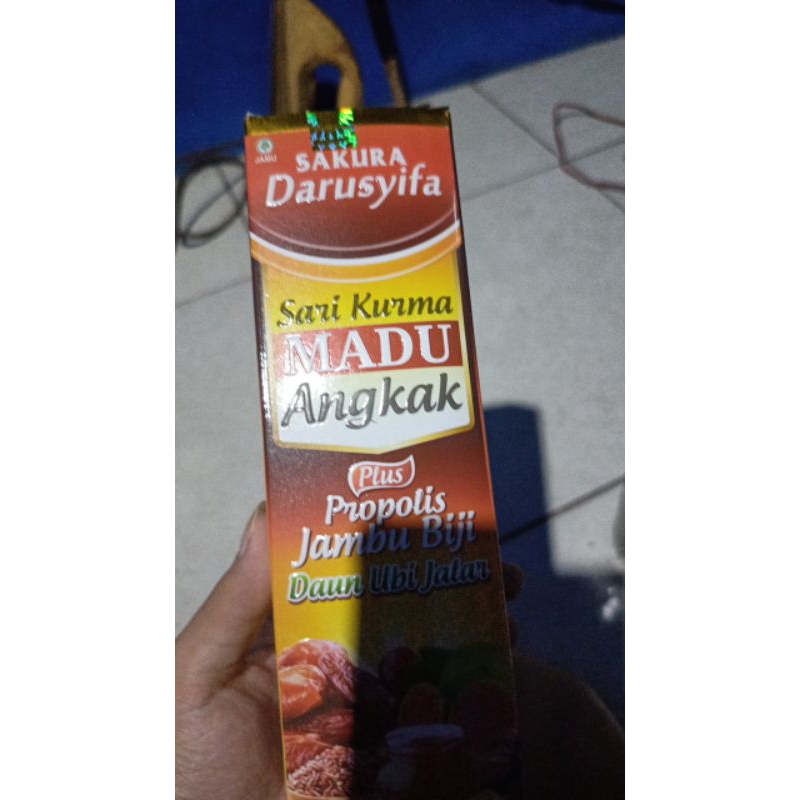 JAMU
SAKURA
Darusyifa
Sari Kurma
MADU
Angkak
Plus
Propolis
Jambu Biji
Daun Ubi Jalar